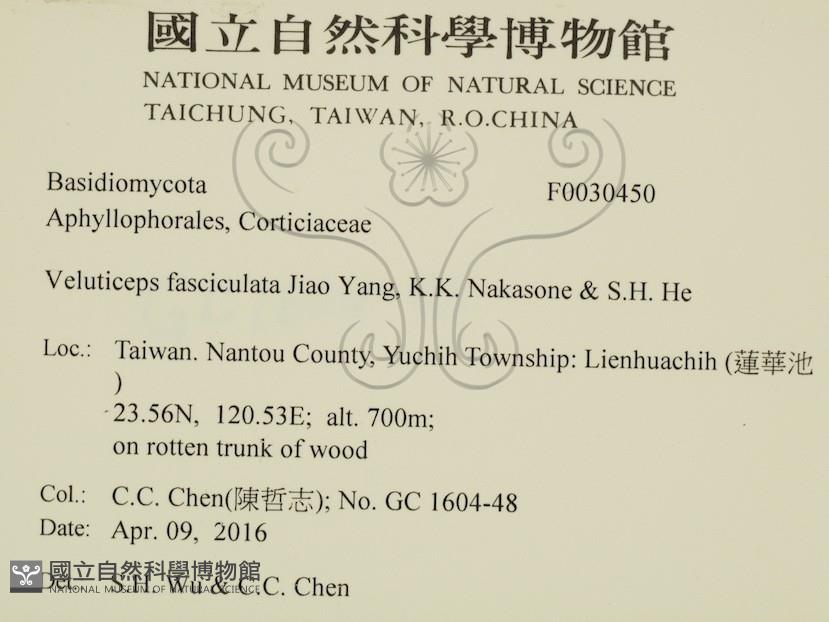 國立自然科學博物館
NATIONAL MUSEUM OF NATURAL SCIENCE
TAICHUNG, TAIWAN, R.O.CHINA
Basidiomycota
F0030450
Aphyllophorales, Corticiaceae
Veluticeps fasciculata Jiao Yang, K.K. Nakasone & S.H. He
Loc.: Taiwan. Nantou County, Yuchih Township: Lienhuachih (蓮華池
)
23.56N, 120.53E; alt. 700m;
on rotten trunk of wood
Col.: C.C. Chen(陳哲志); No. GC 1604-48
Date: Apr. 09, 2016
Det.: S.H. Wu & C.C. Chen
國立自然科學博物館
NATIONAL MUSEUM OF NATURAL SCIENCE